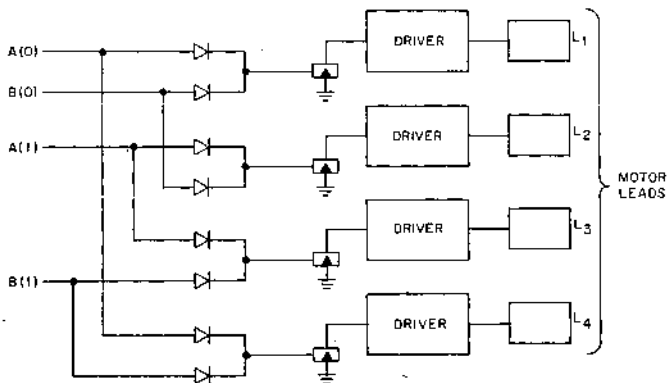 A(0)
B(0)
A(1)
B(1)
DRIVER
L1
DRIVER
L2
DRIVER
L3
DRIVER
L4
MOTOR
LEADS